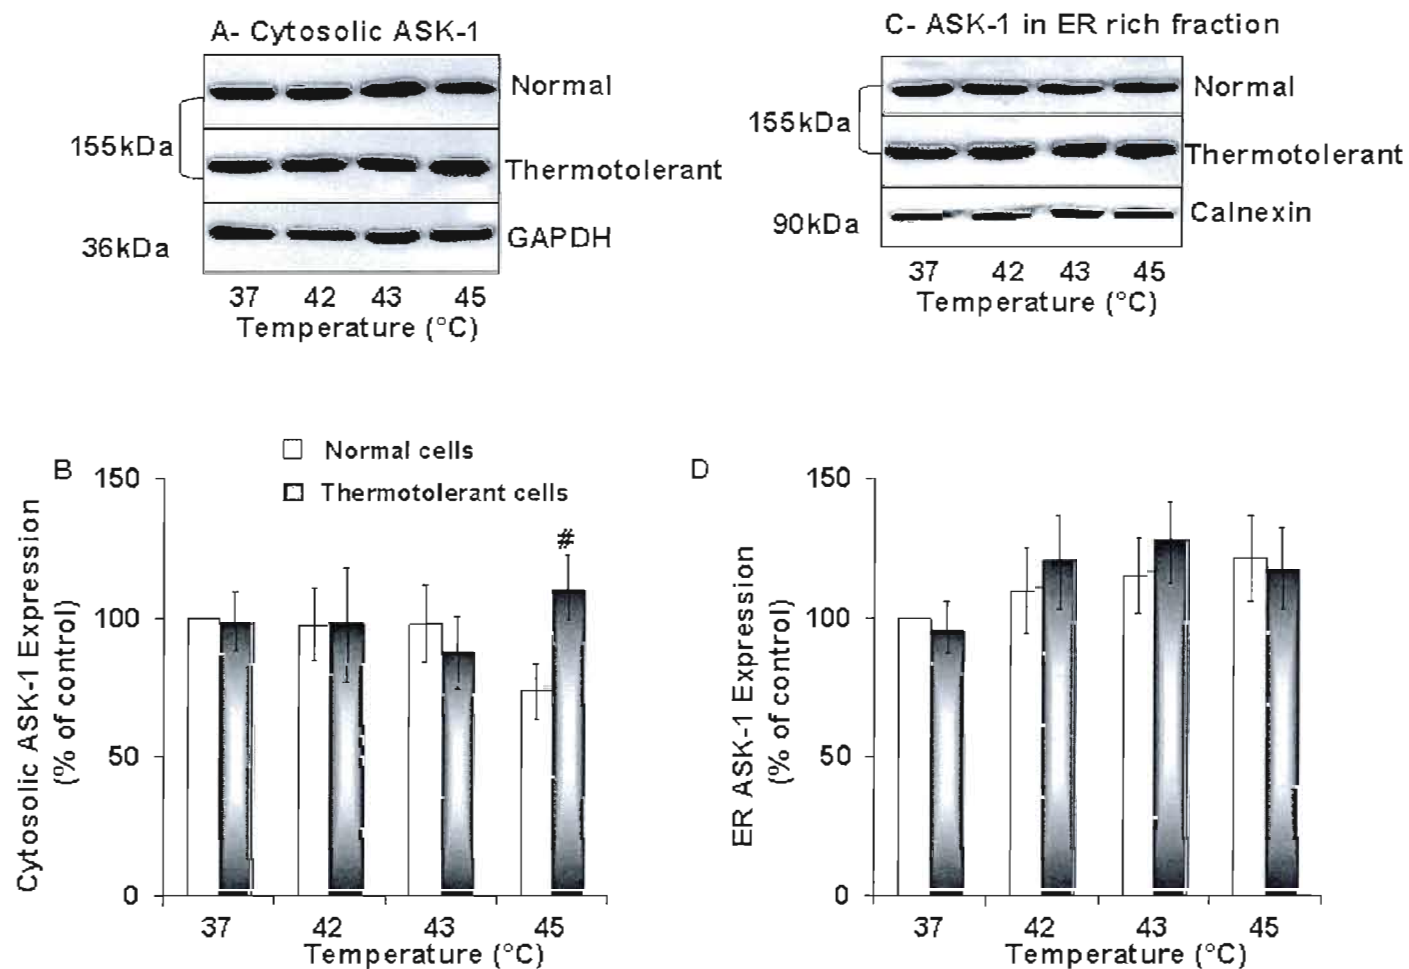 A- Cytosolic ASK-1
Normal
155kDa
Thermotolerant
36kDa
GAPDH
37 42 43 45
Temperature (°C)
C- ASK-1 in ER rich fraction
Normal
155kDa
Thermotolerant
90kDa
Calnexin
37 42 43 45
Temperature (°C)
B
Normal cells
Thermotolerant cells
Cytosolic ASK-1 Expression
(% of control)
150
100
50
0
#
37 42 43 45
Temperature (°C)
D
ER ASK-1 Expression
(% of control)
150
100
50
0
37 42 43 45
Temperature (°C)